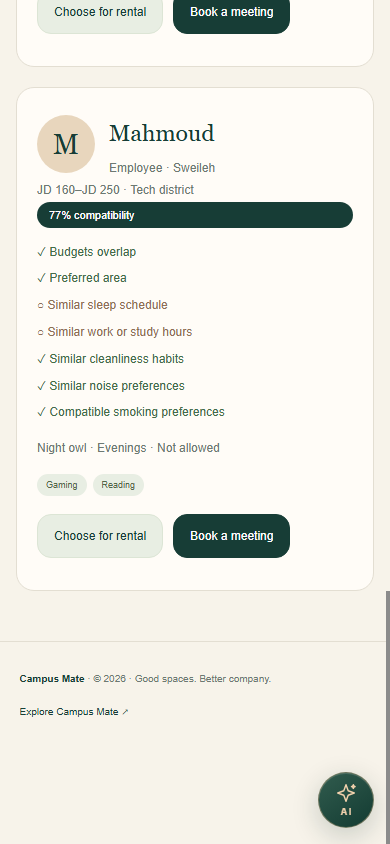 Choose for rental
Book a meeting
M
Mahmoud
Employee · Sweileh
JD 160–JD 250 · Tech district
77% compatibility
✓ Budgets overlap
✓ Preferred area
○ Similar sleep schedule
○ Similar work or study hours
✓ Similar cleanliness habits
✓ Similar noise preferences
✓ Compatible smoking preferences
Night owl · Evenings · Not allowed
Gaming
Reading
Choose for rental
Book a meeting
Campus Mate · © 2026 · Good spaces. Better company.
Explore Campus Mate ↗
AI